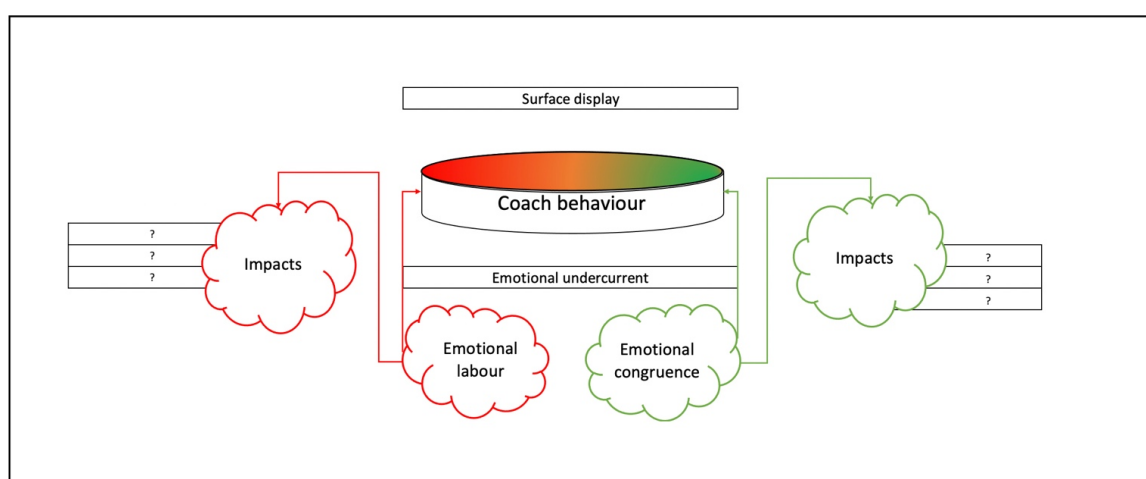 Surface display
Coach behaviour
?
?
?
Impacts
Emotional undercurrent
Impacts
?
?
?
Emotional
labour
Emotional
congruence